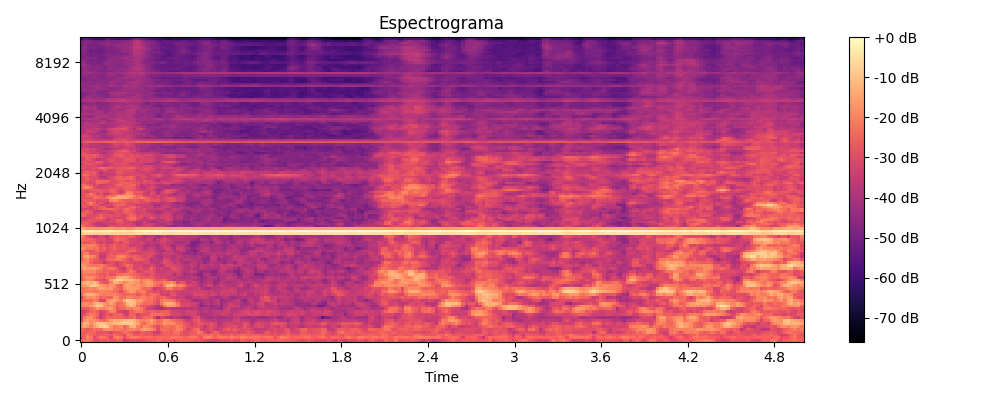 Espectrograma
Hz
8192
4096
2048
1024
512
0
0 0.6 1.2 1.8 2.4 3 3.6 4.2 4.8
Time
+0 dB
-10 dB
-20 dB
-30 dB
-40 dB
-50 dB
-60 dB
-70 dB